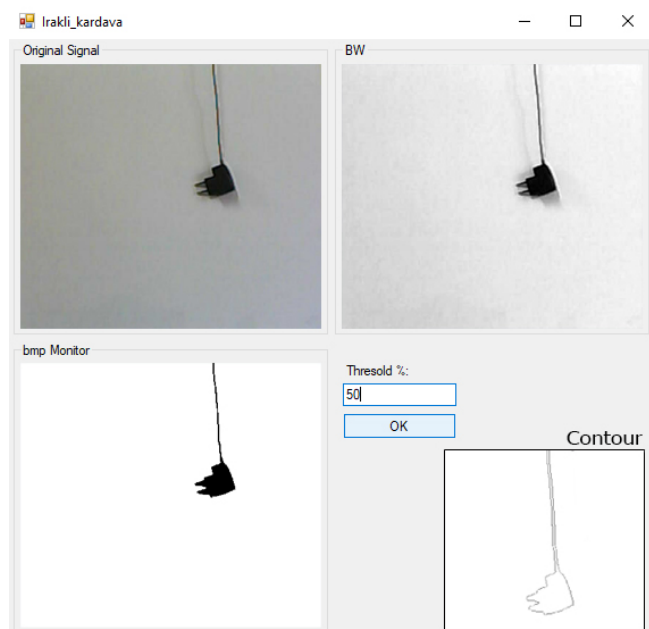 Irakli_kardava
Original Signal
BW
bmp Monitor
Thresold %:
50
OK
Contour